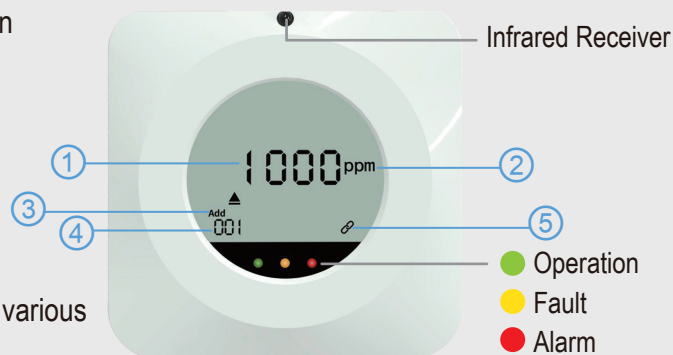 n
Infrared Receiver
① 1000 ppm ②
③ Add
④ 001 ⑤
Operation
various
Fault
Alarm